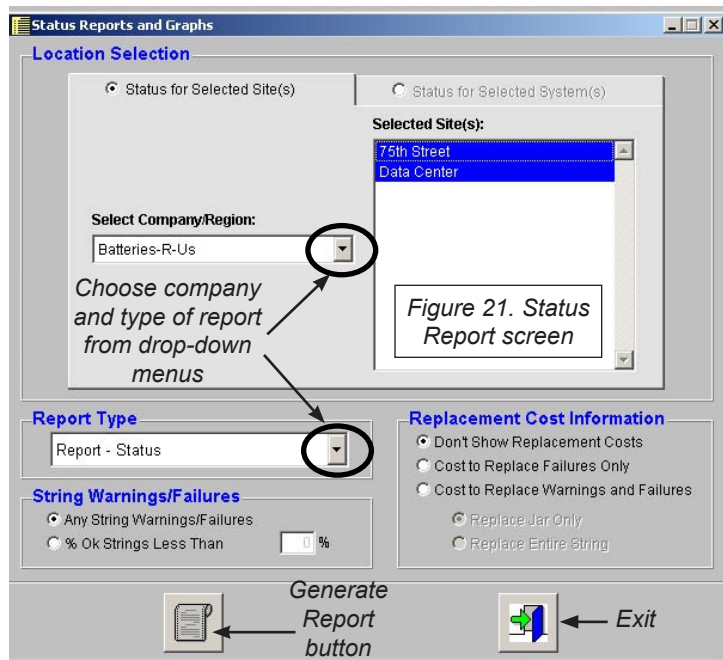 Status Reports and Graphs
Location Selection
Status for Selected Site(s)
Status for Selected System(s)
Selected Site(s):
75th Street
Data Center
Select Company/Region:
Batteries-R-Us
Choose company
and type of report
from drop-down
menus
Figure 21. Status
Report screen
Report Type
Report - Status
Replacement Cost Information
Don't Show Replacement Costs
Cost to Replace Failures Only
Cost to Replace Warnings and Failures
Replace Jar Only
Replace Entire String
String Warnings/Failures
Any String Warnings/Failures
% Ok Strings Less Than 0 %
Generate
Report
button
Exit